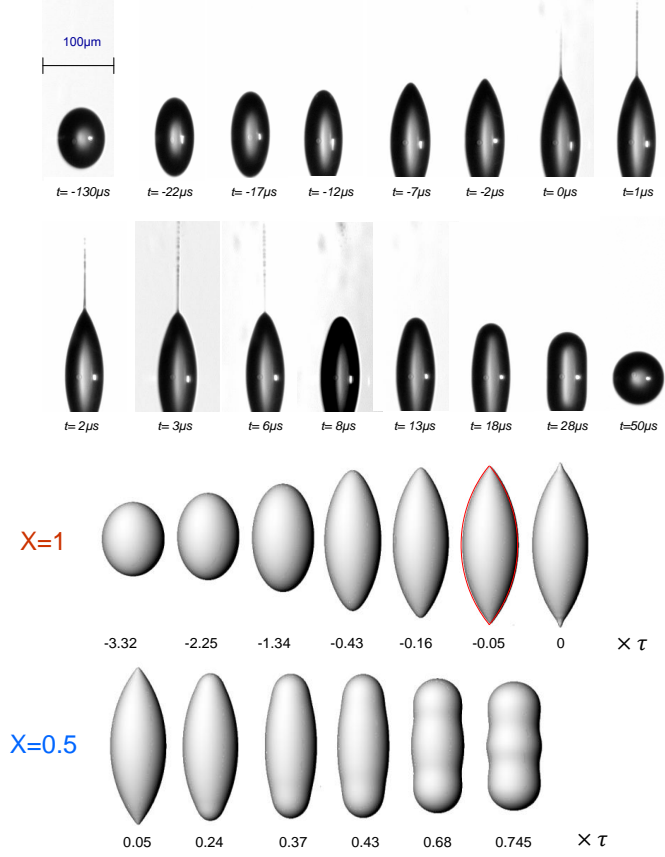 100μm
t= -130μs t= -22μs t= -17μs t= -12μs t= -7μs t= -2μs t= 0μs t=1μs
t= 2μs t= 3μs t= 6μs t= 8μs t= 13μs t= 18μs t= 28μs t=50μs
X=1
-3.32 -2.25 -1.34 -0.43 -0.16 -0.05 0 × τ
X=0.5
0.05 0.24 0.37 0.43 0.68 0.745 × τ